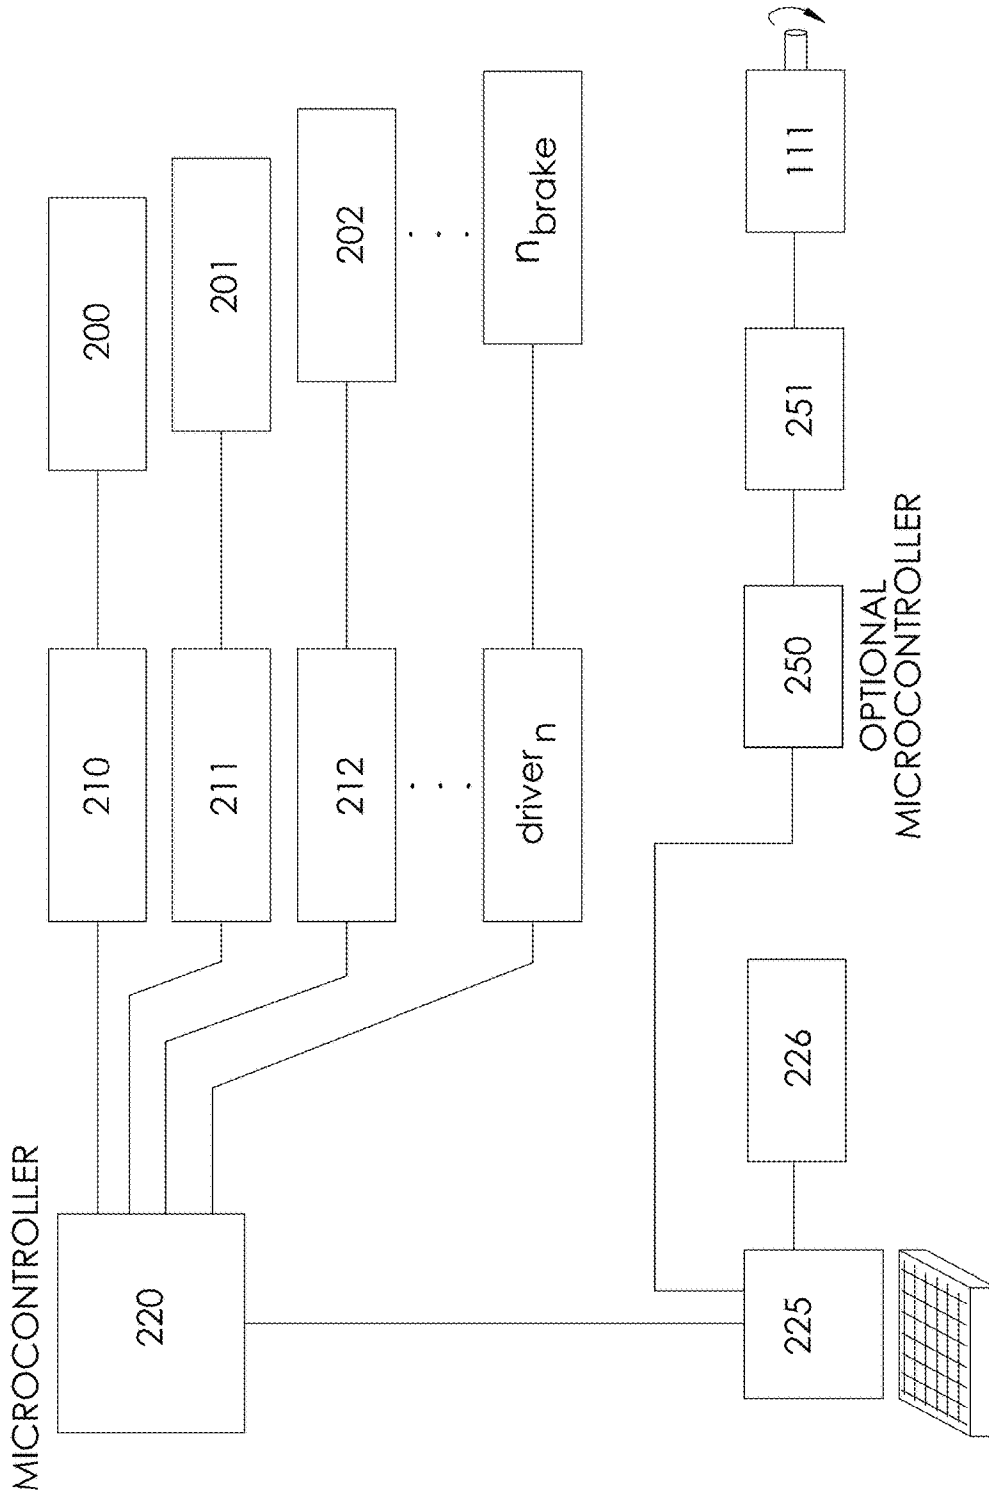 MICROCONTROLLER
220
210
200
211
201
212
202
. . .
. . .
driver n
n brake
225
226
250
251
111
OPTIONAL
MICROCONTROLLER